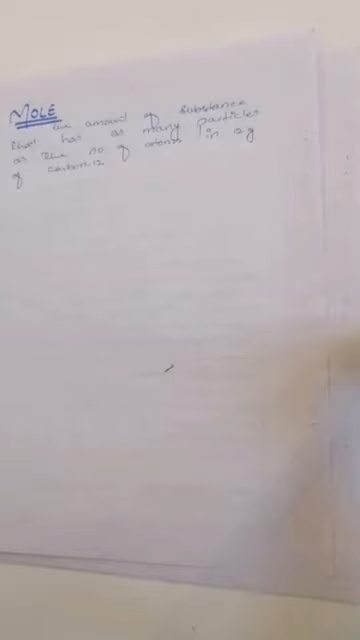 MOLE
the amount of substance
that has as many particles
as the no of atoms in 12g
of carbon-12